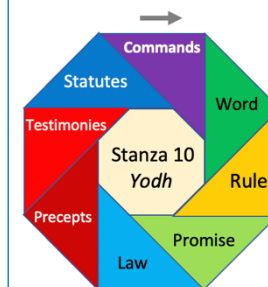 Commands
Statutes
Word
Testimonies
Stanza 10
Yodh
Rule
Precepts
Promise
Law